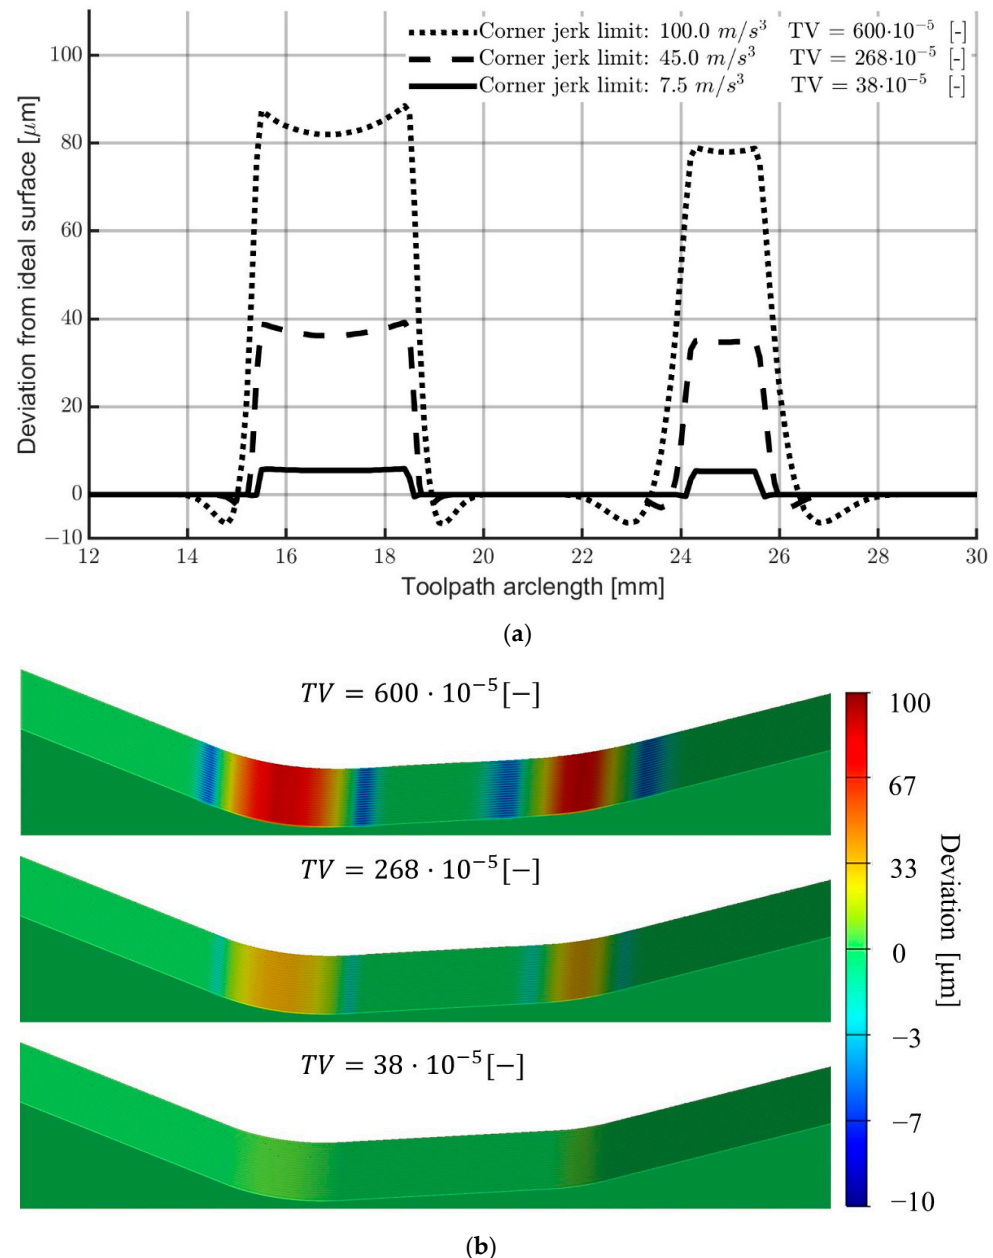 Corner jerk limit: 100.0 m/s³ TV = 600·10⁻⁵ [-]
Corner jerk limit: 45.0 m/s³ TV = 268·10⁻⁵ [-]
Corner jerk limit: 7.5 m/s³ TV = 38·10⁻⁵ [-]
Deviation from ideal surface [μm]
100
80
60
40
20
0
−10
12 14 16 18 20 22 24 26 28 30
Toolpath arclength [mm]
(a)
TV = 600 · 10⁻⁵[−]
TV = 268 · 10⁻⁵[−]
TV = 38 · 10⁻⁵[−]
100
67
33
0
−3
−7
−10
Deviation [μm]
(b)